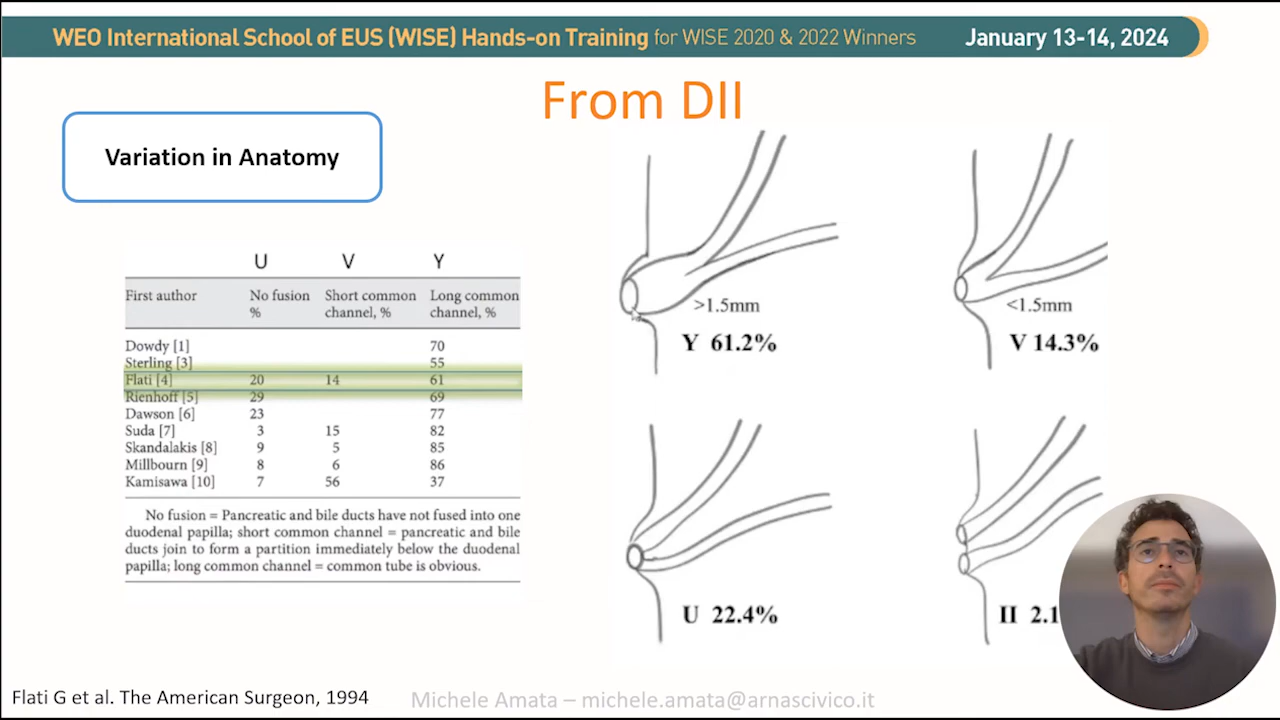 WEO International School of EUS (WISE) Hands-on Training for WISE 2020 & 2022 Winners January 13-14, 2024
From DII
Variation in Anatomy
U V Y
First author No fusion % Short common channel, % Long common channel, %
Dowdy [1] 70
Sterling [3] 55
Flati [4] 20 14 61
Rienhoff [5] 29 69
Dawson [6] 23 77
Suda [7] 3 15 82
Skandalakis [8] 9 5 85
Millbourn [9] 8 6 86
Kamisawa [10] 7 56 37
No fusion = Pancreatic and bile ducts have not fused into one
duodenal papilla; short common channel = pancreatic and bile
ducts join to form a partition immediately below the duodenal
papilla; long common channel = common tube is obvious.
>1.5mm
Y 61.2%
<1.5mm
V 14.3%
U 22.4%
II 2.1
Flati G et al. The American Surgeon, 1994
Michele Amata – michele.amata@arnascivico.it